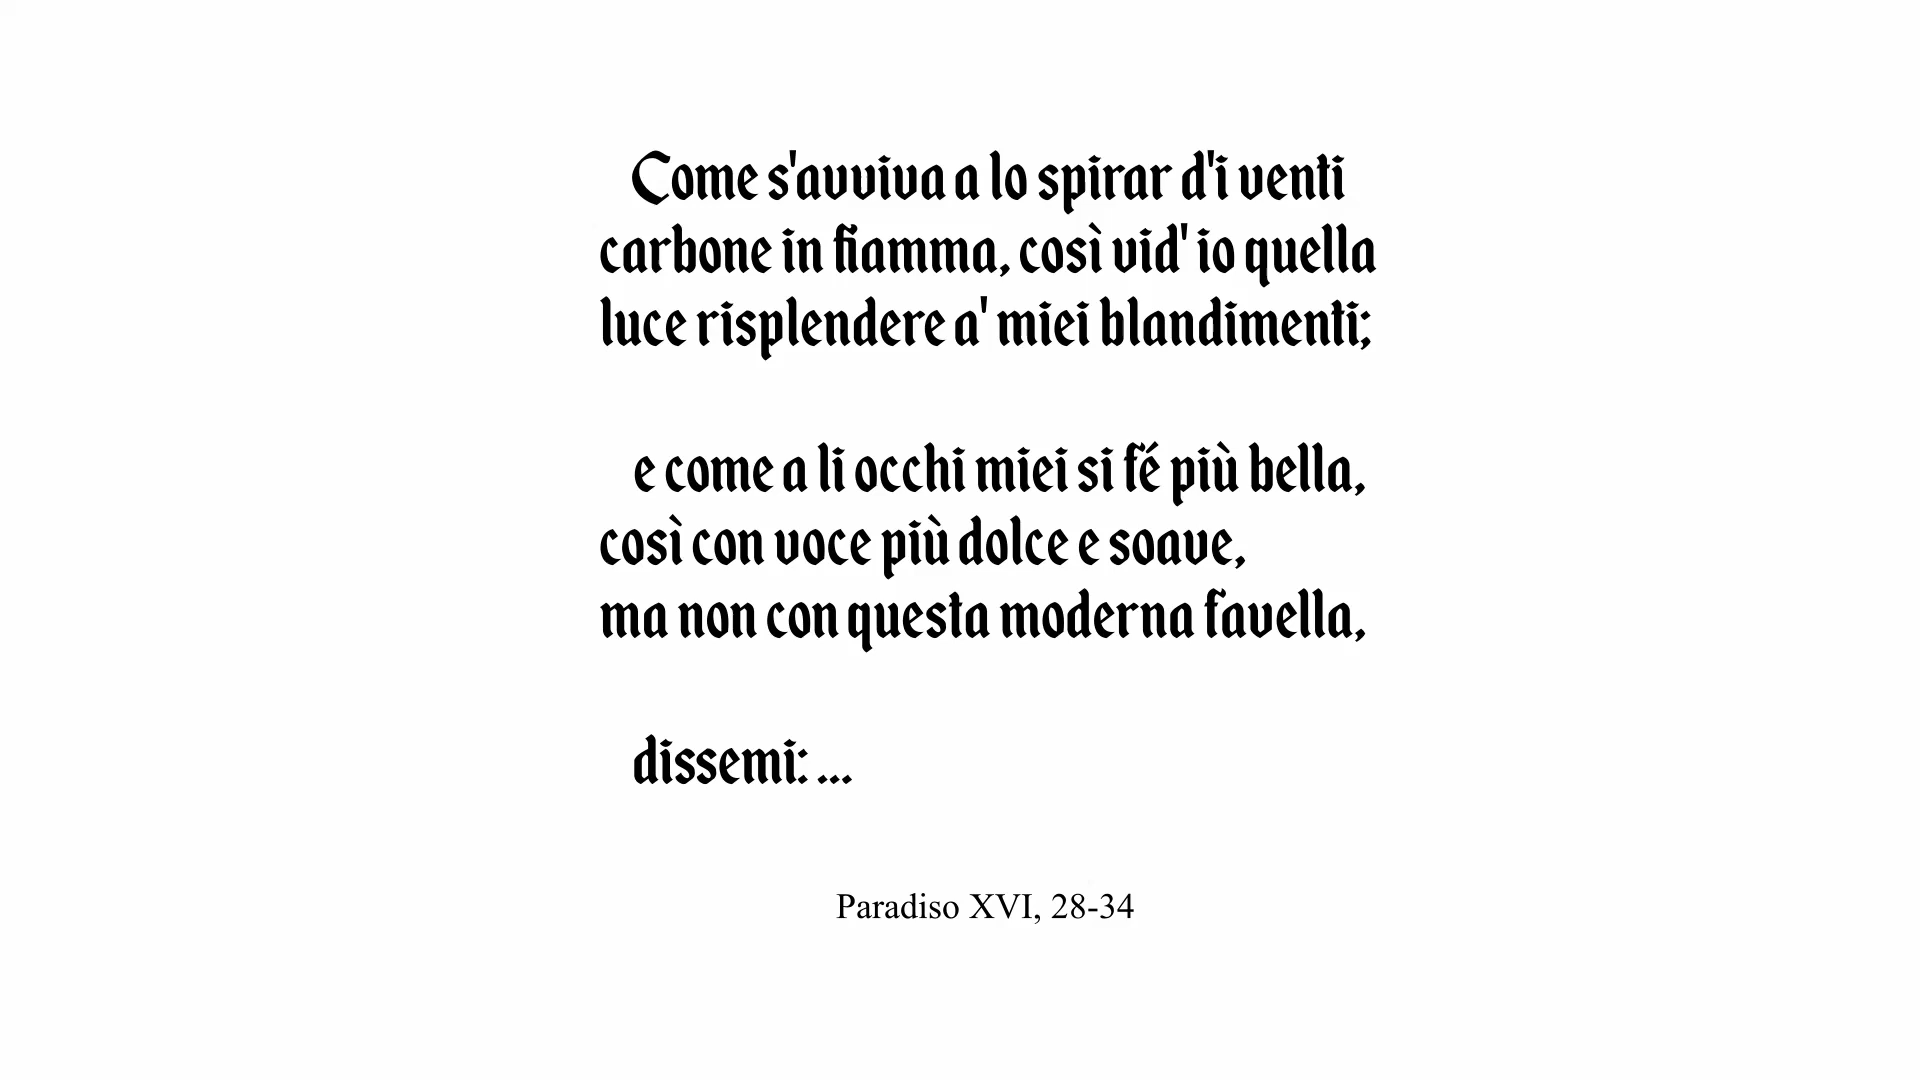 Come s'avviva a lo spirar d'i venti
carbone in fiamma, così vid' io quella
luce risplendere a' miei blandimenti;
e come a li occhi miei si fé più bella,
così con voce più dolce e soave,
ma non con questa moderna favella,
dissemi: ...
Paradiso XVI, 28-34